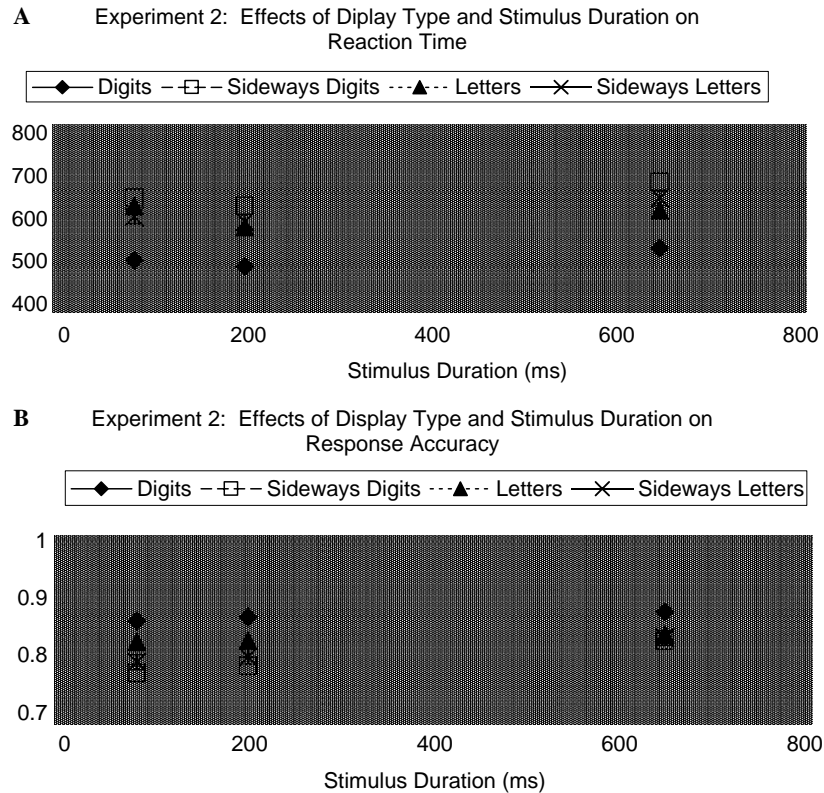 A Experiment 2: Effects of Diplay Type and Stimulus Duration on
Reaction Time
Digits Sideways Digits Letters Sideways Letters
800
700
600
500
400
0 200 400 600 800
Stimulus Duration (ms)
B Experiment 2: Effects of Display Type and Stimulus Duration on
Response Accuracy
Digits Sideways Digits Letters Sideways Letters
1
0.9
0.8
0.7
0 200 400 600 800
Stimulus Duration (ms)